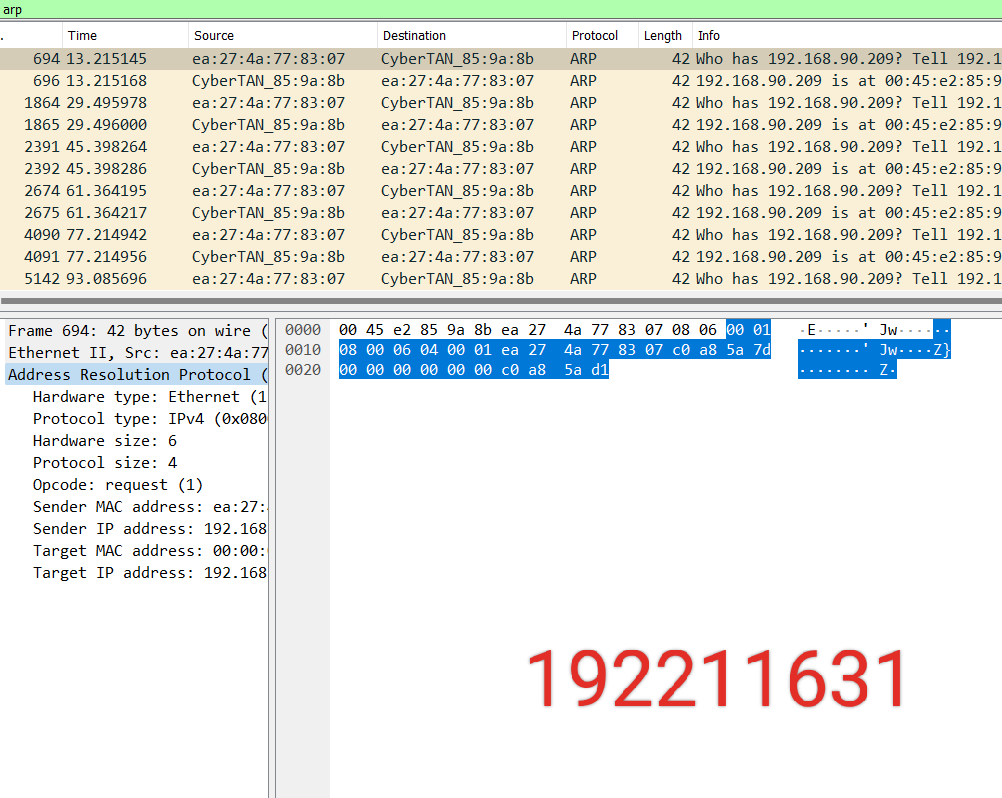 arp
. Time Source Destination Protocol Length Info
694 13.215145 ea:27:4a:77:83:07 CyberTAN_85:9a:8b ARP 42 Who has 192.168.90.209? Tell 192.1
696 13.215168 CyberTAN_85:9a:8b ea:27:4a:77:83:07 ARP 42 192.168.90.209 is at 00:45:e2:85:9
1864 29.495978 ea:27:4a:77:83:07 CyberTAN_85:9a:8b ARP 42 Who has 192.168.90.209? Tell 192.1
1865 29.496000 CyberTAN_85:9a:8b ea:27:4a:77:83:07 ARP 42 192.168.90.209 is at 00:45:e2:85:9
2391 45.398264 ea:27:4a:77:83:07 CyberTAN_85:9a:8b ARP 42 Who has 192.168.90.209? Tell 192.1
2392 45.398286 CyberTAN_85:9a:8b ea:27:4a:77:83:07 ARP 42 192.168.90.209 is at 00:45:e2:85:9
2674 61.364195 ea:27:4a:77:83:07 CyberTAN_85:9a:8b ARP 42 Who has 192.168.90.209? Tell 192.1
2675 61.364217 CyberTAN_85:9a:8b ea:27:4a:77:83:07 ARP 42 192.168.90.209 is at 00:45:e2:85:9
4090 77.214942 ea:27:4a:77:83:07 CyberTAN_85:9a:8b ARP 42 Who has 192.168.90.209? Tell 192.1
4091 77.214956 CyberTAN_85:9a:8b ea:27:4a:77:83:07 ARP 42 192.168.90.209 is at 00:45:e2:85:9
5142 93.085696 ea:27:4a:77:83:07 CyberTAN_85:9a:8b ARP 42 Who has 192.168.90.209? Tell 192.1
Frame 694: 42 bytes on wire (
Ethernet II, Src: ea:27:4a:77
Address Resolution Protocol (
Hardware type: Ethernet (1
Protocol type: IPv4 (0x080
Hardware size: 6
Protocol size: 4
Opcode: request (1)
Sender MAC address: ea:27:
Sender IP address: 192.168
Target MAC address: 00:00:
Target IP address: 192.168
0000 00 45 e2 85 9a 8b ea 27 4a 77 83 07 08 06 00 01 ·E·····' Jw······
0010 08 00 06 04 00 01 ea 27 4a 77 83 07 c0 a8 5a 7d ·······' Jw····Z}
0020 00 00 00 00 00 00 c0 a8 5a d1 ········ Z·
192211631